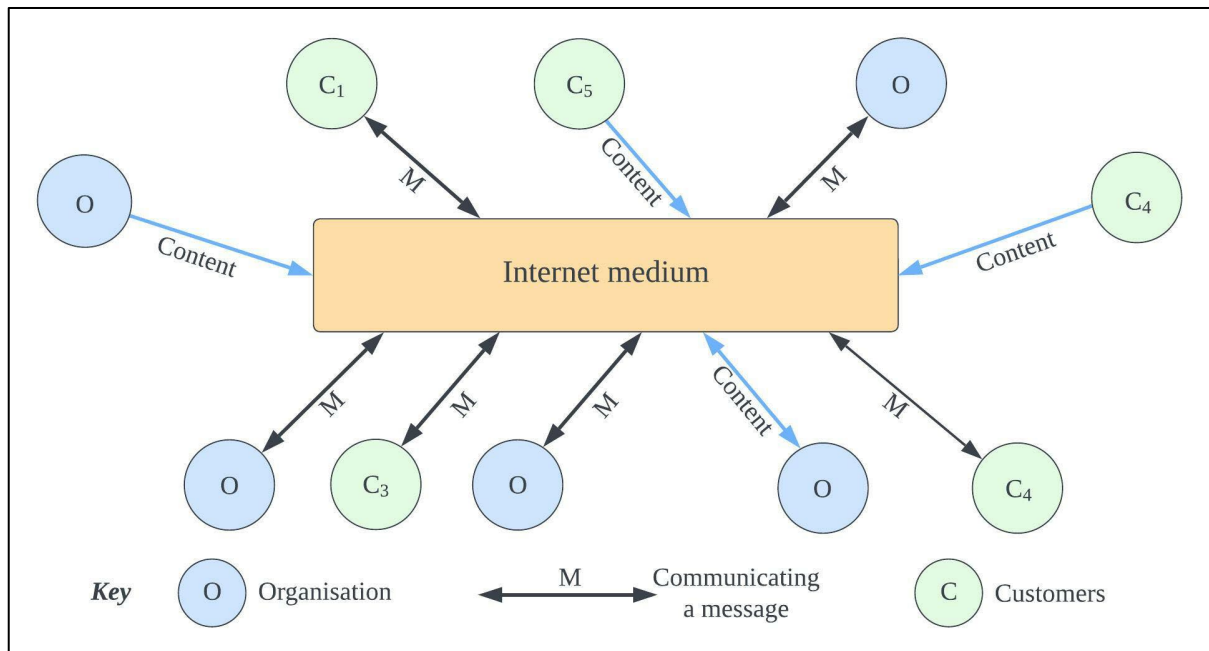 C₁
C₅
O
O
C₄
M
Content
M
Content
Content
Internet medium
M
M
M
Content
M
O
C₃
O
O
C₄
Key
O
Organisation
M
Communicating
a message
C
Customers